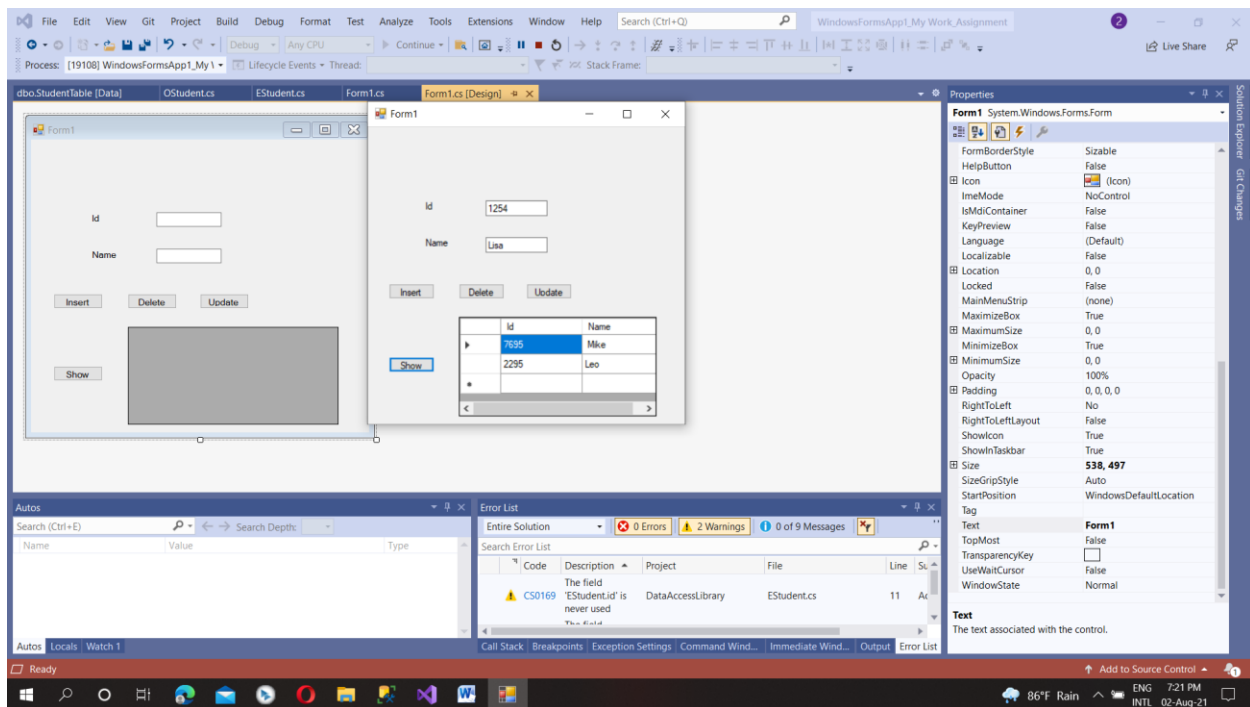 File Edit View Git Project Build Debug Format Test Analyze Tools Extensions Window Help Search (Ctrl+Q) WindowsFormsApp1_My Work_Assignment 2
Debug Any CPU Continue Live Share
Process: [19108] WindowsFormsApp1_My \ Lifecycle Events Thread: Stack Frame:
dbo.StudentTable [Data] OStudent.cs EStudent.cs Form1.cs Form1.cs [Design]
Form1
Id
Name
Insert Delete Update
Show
Form1
Id 1254
Name Lisa
Insert Delete Update
Show
Id Name
7695 Mike
2295 Leo
Properties
Form1 System.Windows.Forms.Form
FormBorderStyle Sizable
HelpButton False
Icon (Icon)
ImeMode NoControl
IsMdiContainer False
KeyPreview False
Language (Default)
Localizable False
Location 0, 0
Locked False
MainMenuStrip (none)
MaximizeBox True
MaximumSize 0, 0
MinimizeBox True
MinimumSize 0, 0
Opacity 100%
Padding 0, 0, 0, 0
RightToLeft No
RightToLeftLayout False
ShowIcon True
ShowInTaskbar True
Size 538, 497
SizeGripStyle Auto
StartPosition WindowsDefaultLocation
Tag
Text Form1
TopMost False
TransparencyKey
UseWaitCursor False
WindowState Normal
Text
The text associated with the control.
Solution Explorer
Git Changes
Autos
Search (Ctrl+E) Search Depth:
Name Value Type
Autos Locals Watch 1
Error List
Entire Solution 0 Errors 2 Warnings 0 of 9 Messages
Search Error List
Code Description Project File Line
The field
CS0169 'EStudent.id' is DataAccessLibrary EStudent.cs 11
never used
The field
Call Stack Breakpoints Exception Settings Command Wind... Immediate Wind... Output Error List
Ready Add to Source Control 1
86°F Rain ENG 7:21 PM
INTL 02-Aug-21